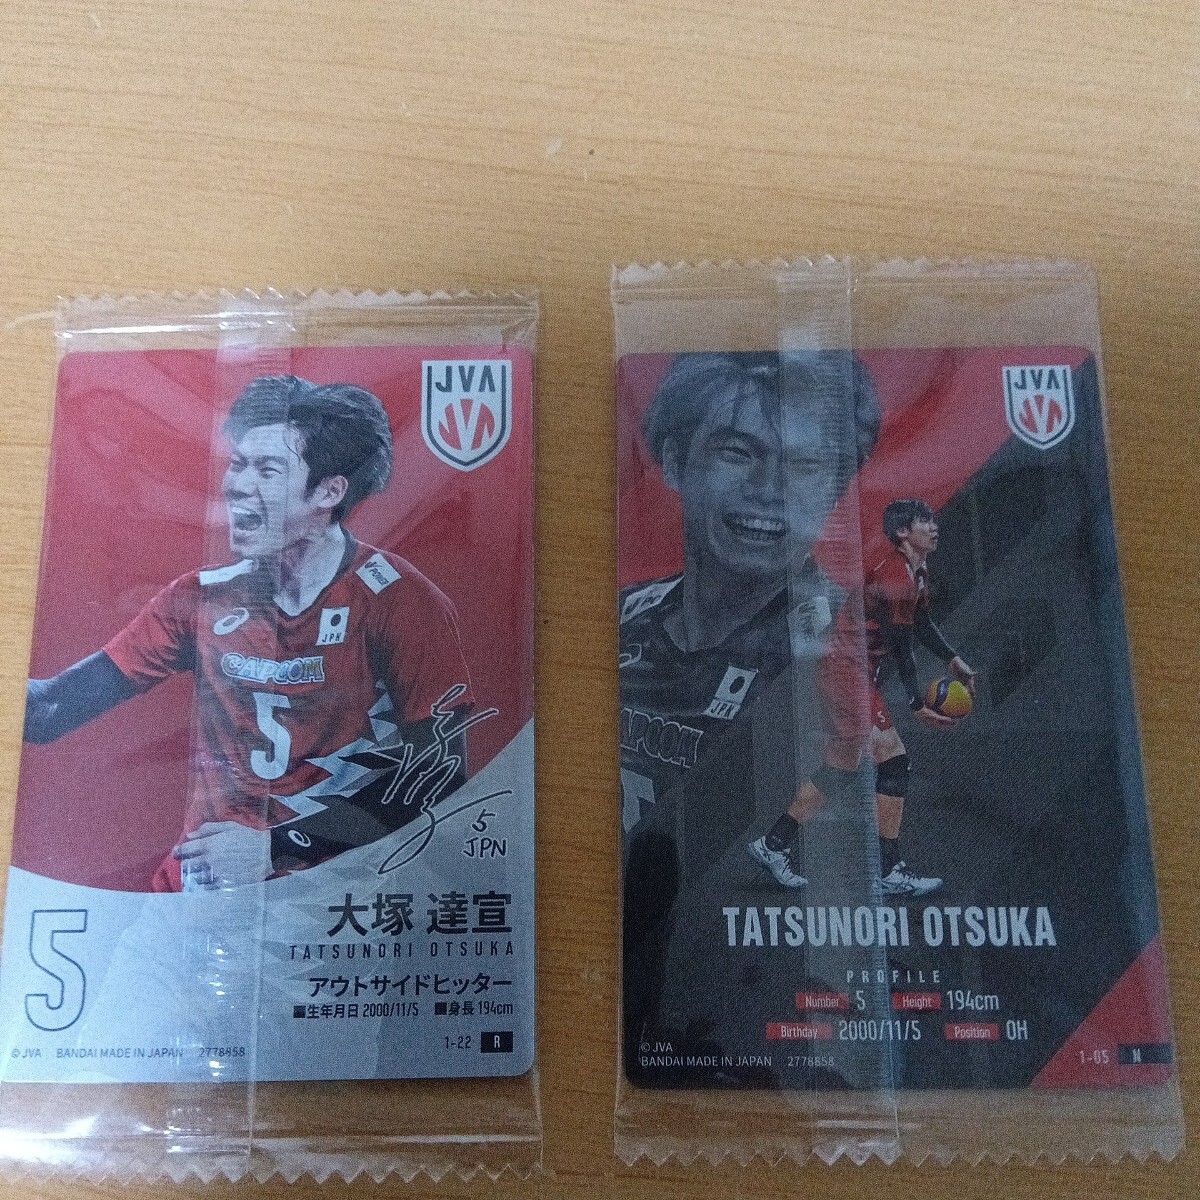 JVA
V POWER
JPN
CAPCOM
5
5
JPN
大塚 達宣
TATSUNORI OTSUKA
5
アウトサイドヒッター
■生年月日 2000/11/5 ■身長 194cm
1-22 R
© JVA BANDAI MADE IN JAPAN 2778858
JVA
JPN
CAPCOM
5
TATSUNORI OTSUKA
PROFILE
Number 5 Height 194cm
Birthday 2000/11/5 Position OH
© JVA
BANDAI MADE IN JAPAN 2778858
1-05 N